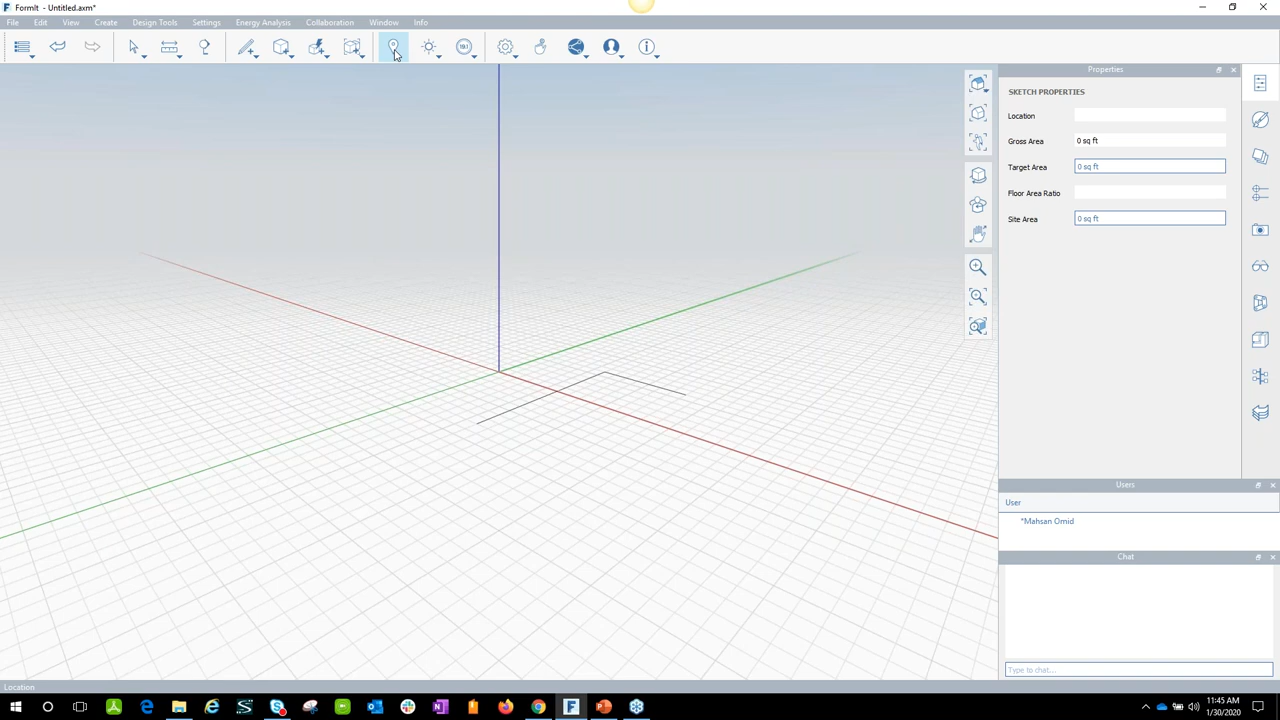 FormIt - Untitled.axm*
File Edit View Create Design Tools Settings Energy Analysis Collaboration Window Info
Properties
SKETCH PROPERTIES
Location
Gross Area 0 sq ft
Target Area 0 sq ft
Floor Area Ratio
Site Area 0 sq ft
Users
User
*Mahsan Omid
Chat
Type to chat...
Location
11:45 AM
1/30/2020